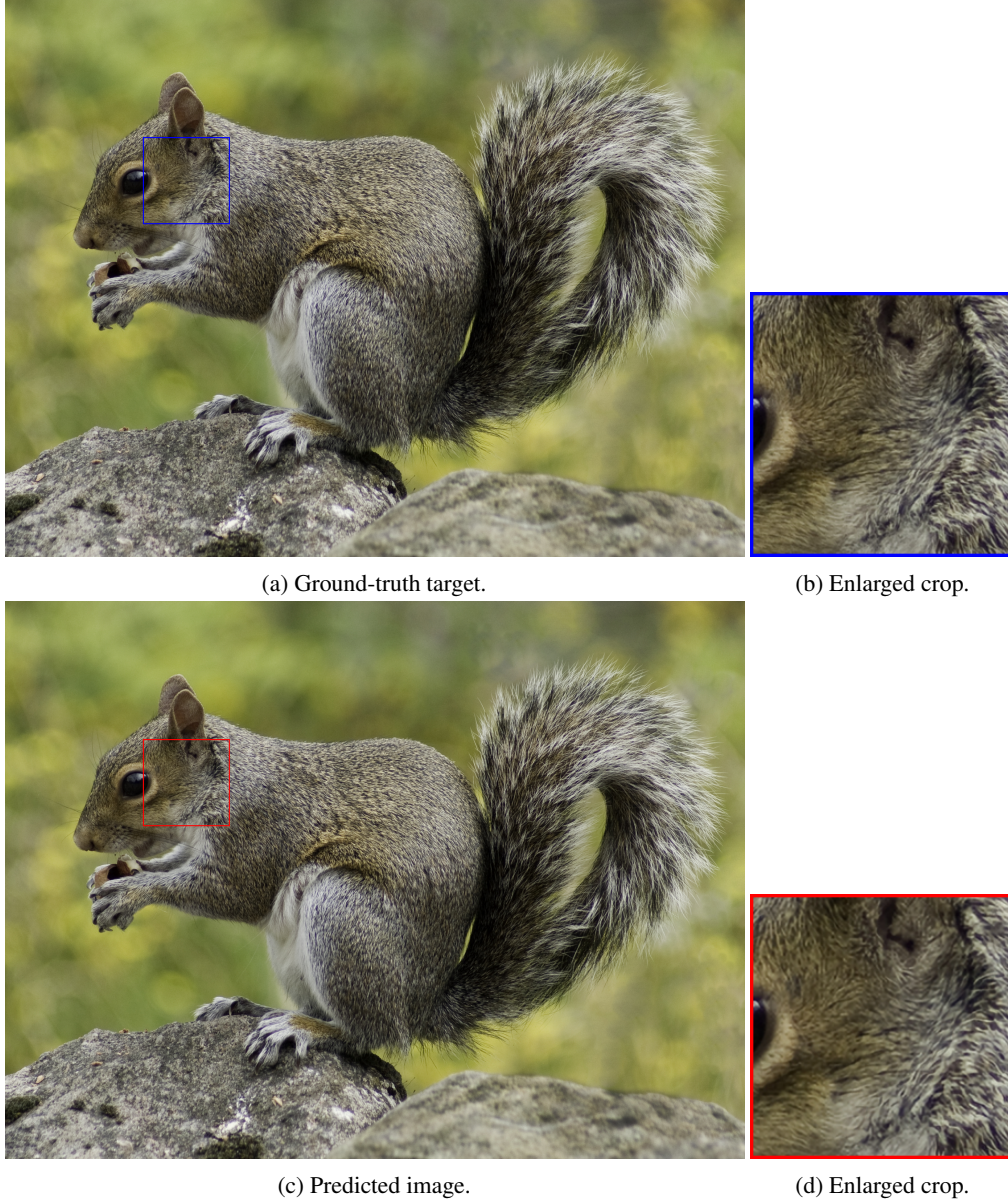 (a) Ground-truth target.
(b) Enlarged crop.
(c) Predicted image.
(d) Enlarged crop.